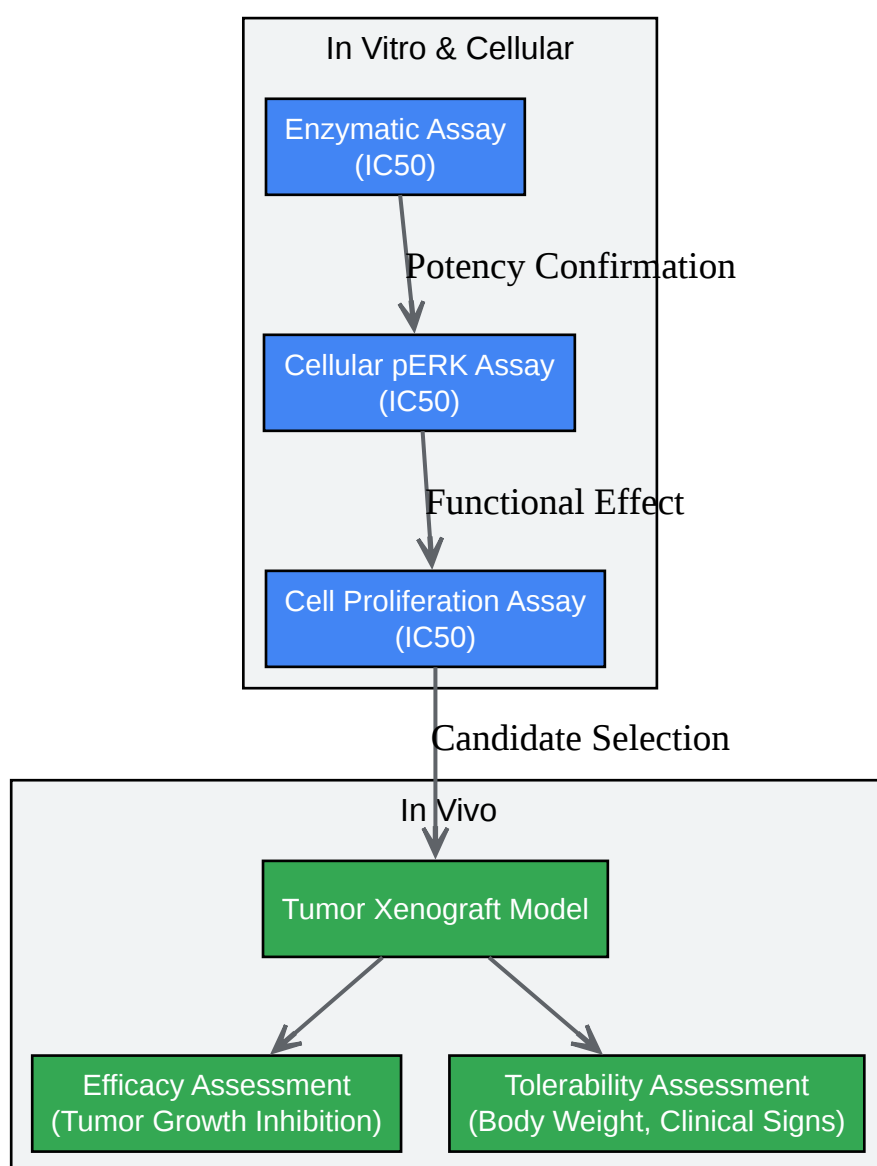 In Vitro & Cellular
Enzymatic Assay
(IC50)
Potency Confirmation
Cellular pERK Assay
(IC50)
Functional Effect
Cell Proliferation Assay
(IC50)
Candidate Selection
In Vivo
Tumor Xenograft Model
Efficacy Assessment
(Tumor Growth Inhibition)
Tolerability Assessment
(Body Weight, Clinical Signs)